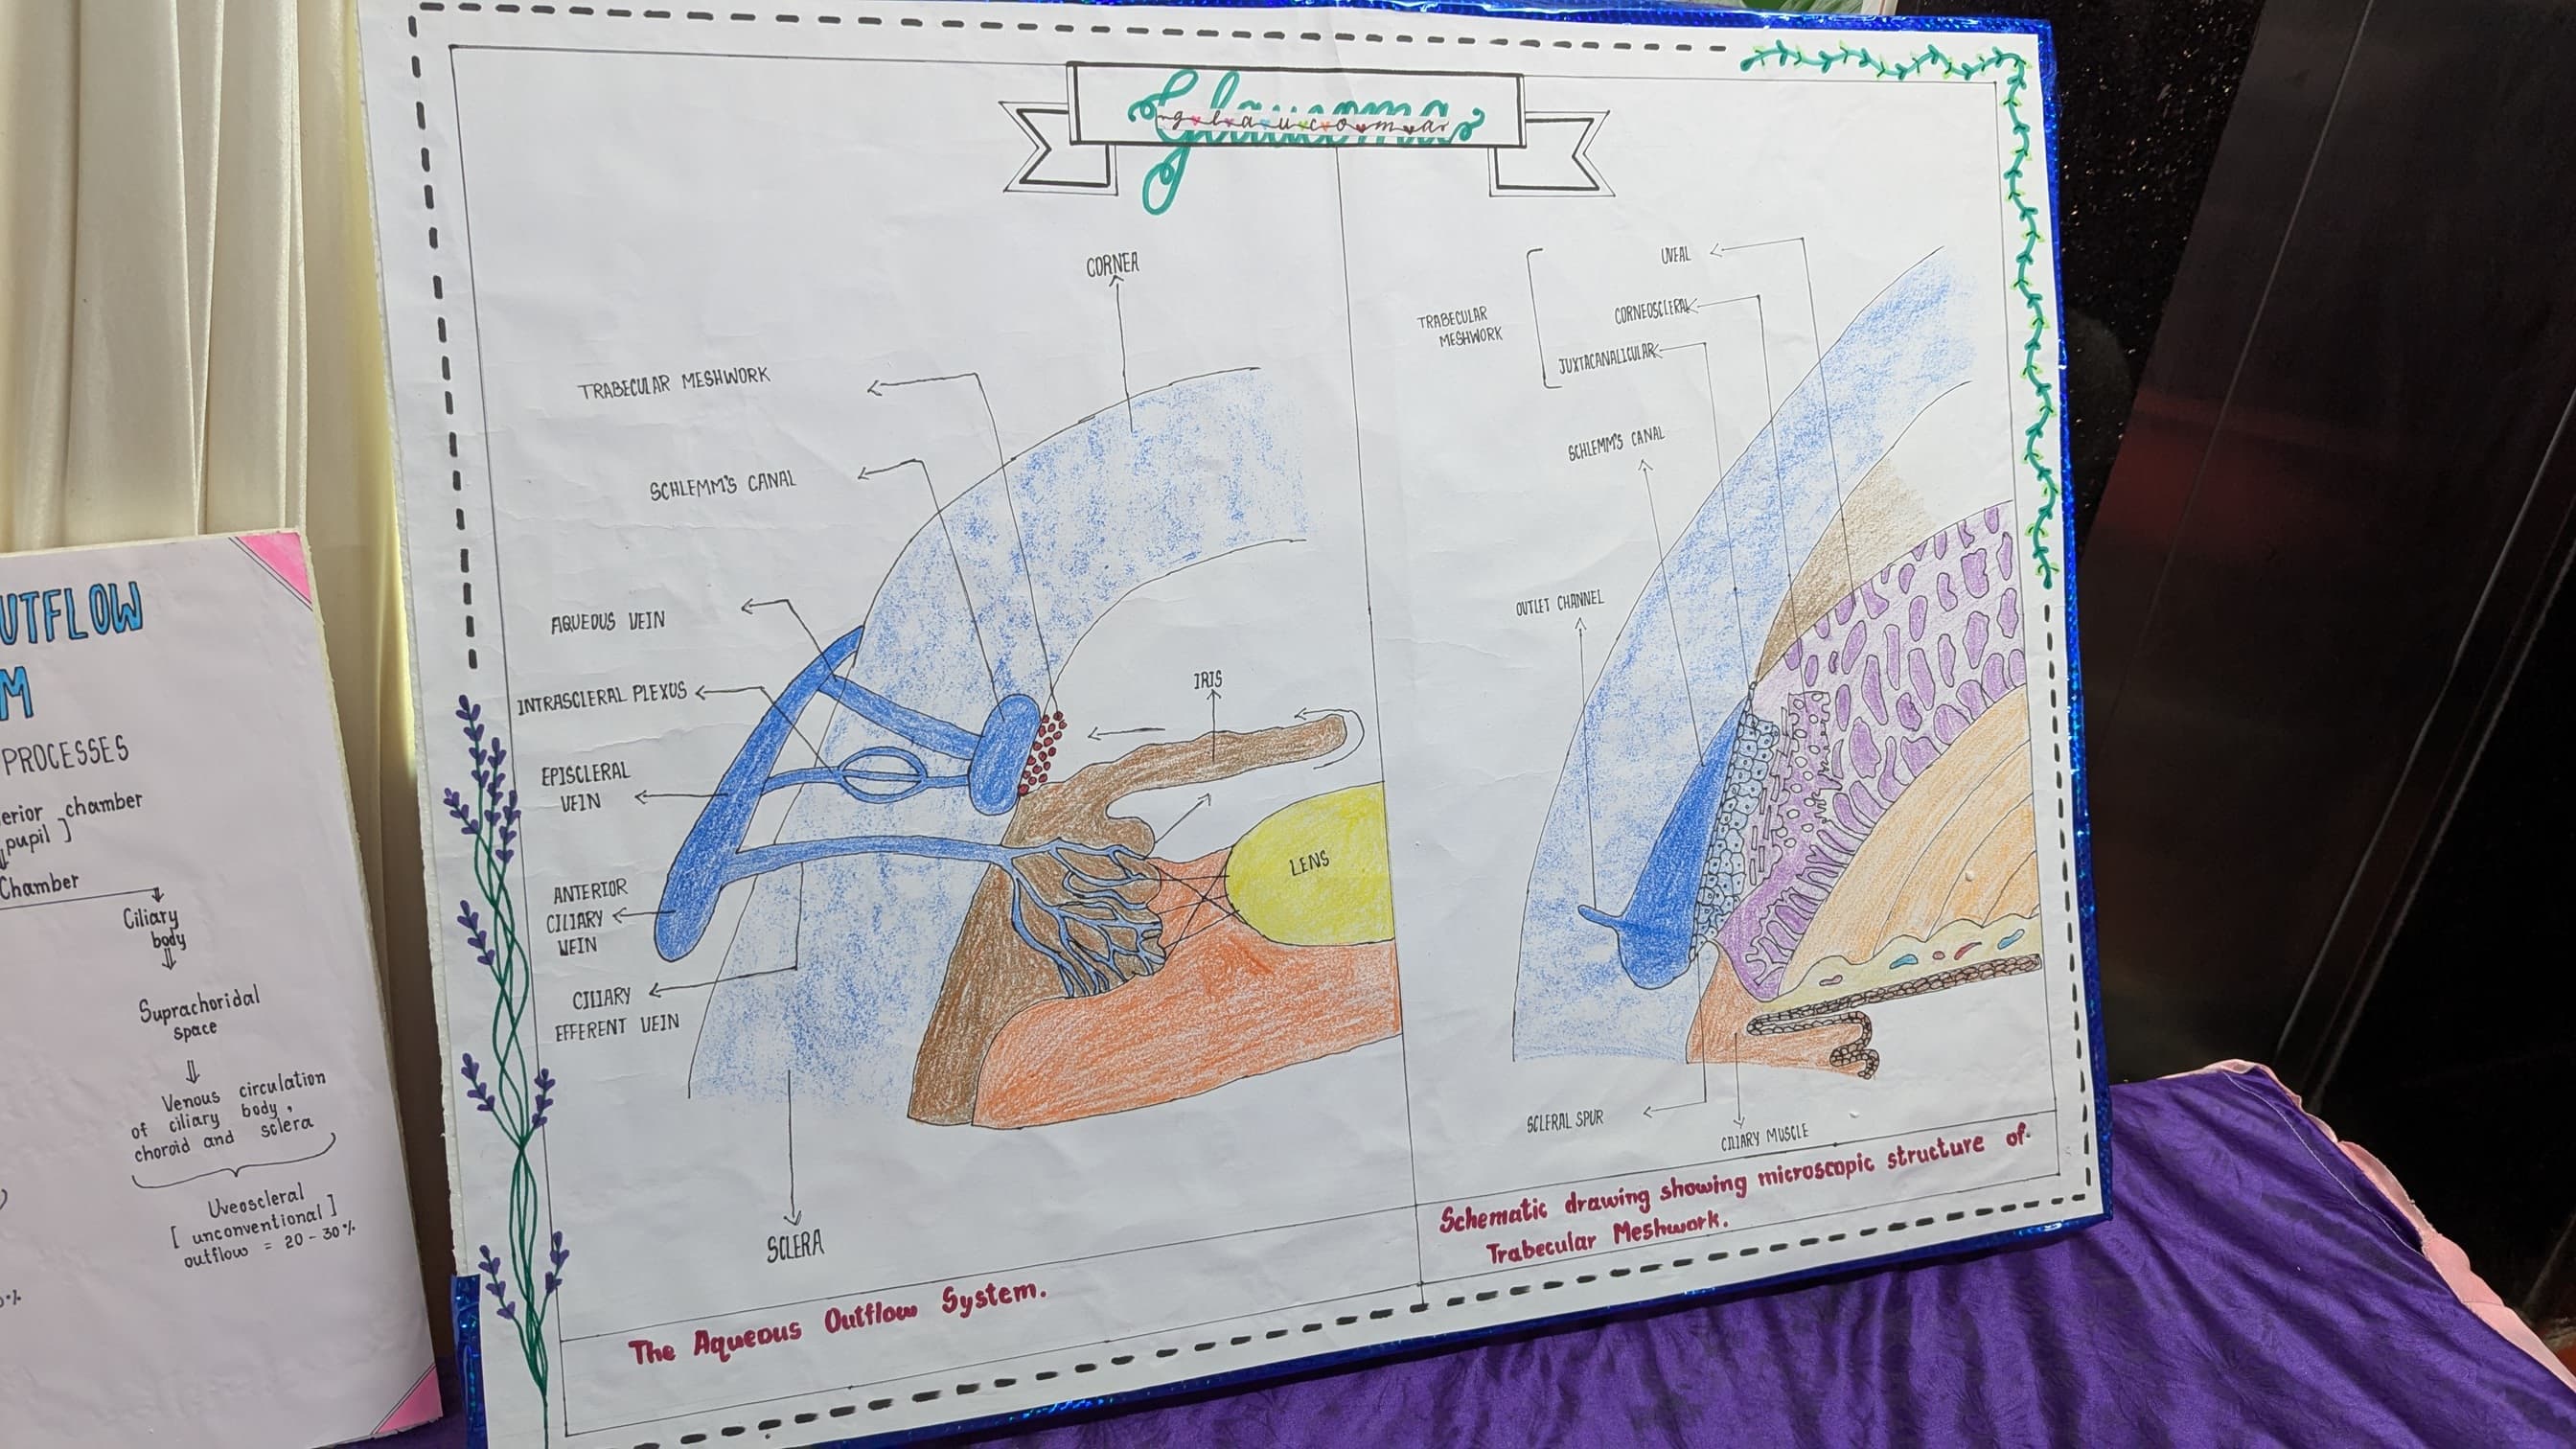 UTFLOW
M
PROCESSES
erior chamber
pupil ]
Chamber
Ciliary
body
Suprachoridal
space
Venous circulation
of ciliary body,
choroid and sclera
Uveoscleral
[ unconventional ]
outflow = 20 - 30%
Glaucoma
glaucoma
CORNEA
TRABECULAR MESHWORK
SCHLEMM'S CANAL
AQUEOUS VEIN
INTRASCLERAL PLEXUS
IRIS
EPISCLERAL
VEIN
LENS
ANTERIOR
CILIARY
VEIN
CILIARY
EFFERENT VEIN
SCLERA
The Aqueous Outflow System.
UVEAL
CORNEOSCLERAL
TRABECULAR
MESHWORK
JUXTACANALICULAR
SCHLEMM'S CANAL
OUTLET CHANNEL
SCLERAL SPUR
CILIARY MUSCLE
Schematic drawing showing microscopic structure of
Trabecular Meshwork.